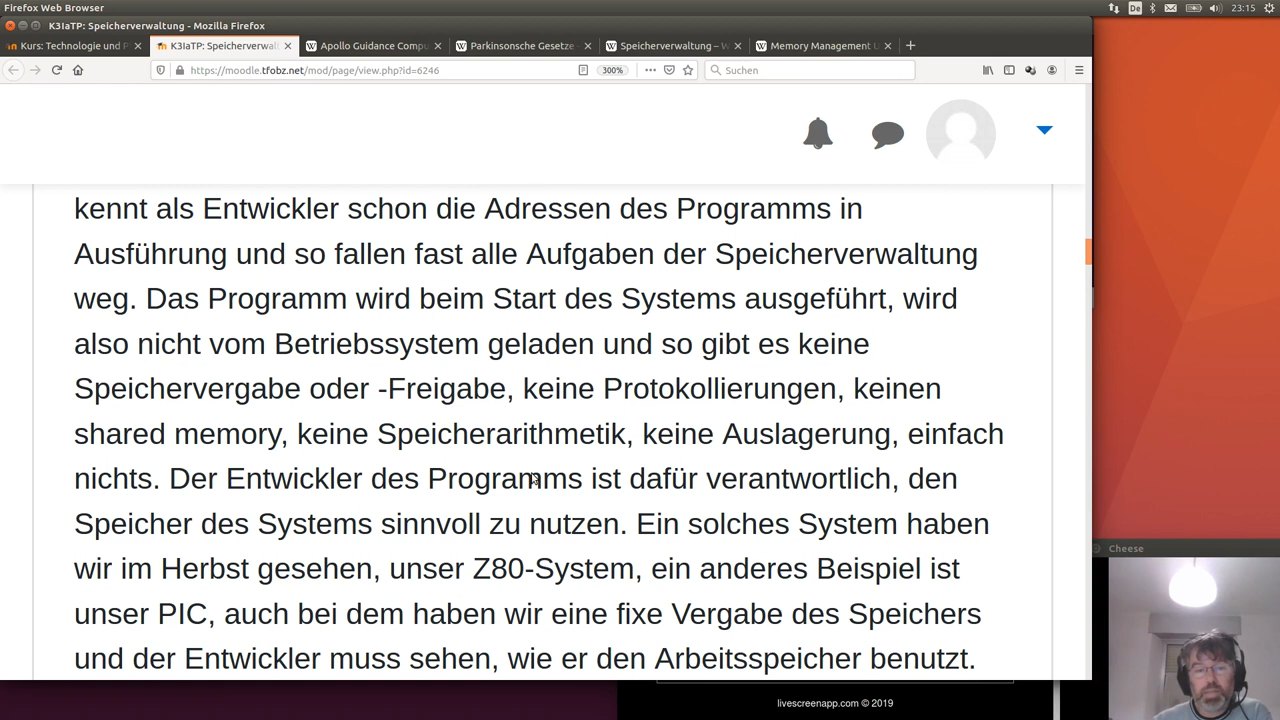 Firefox Web Browser
De
23:15
K3IaTP: Speicherverwaltung - Mozilla Firefox
Kurs: Technologie und P
K3IaTP: Speicherverwal
Apollo Guidance Compu
Parkinsonsche Gesetze
Speicherverwaltung – W
Memory Management U
https://moodle.tfobz.net/mod/page/view.php?id=6246
300%
Suchen
kennt als Entwickler schon die Adressen des Programms in
Ausführung und so fallen fast alle Aufgaben der Speicherverwaltung
weg. Das Programm wird beim Start des Systems ausgeführt, wird
also nicht vom Betriebssystem geladen und so gibt es keine
Speichervergabe oder -Freigabe, keine Protokollierungen, keinen
shared memory, keine Speicherarithmetik, keine Auslagerung, einfach
nichts. Der Entwickler des Programms ist dafür verantwortlich, den
Speicher des Systems sinnvoll zu nutzen. Ein solches System haben
wir im Herbst gesehen, unser Z80-System, ein anderes Beispiel ist
unser PIC, auch bei dem haben wir eine fixe Vergabe des Speichers
und der Entwickler muss sehen, wie er den Arbeitsspeicher benutzt.
Cheese
livescreenapp.com © 2019